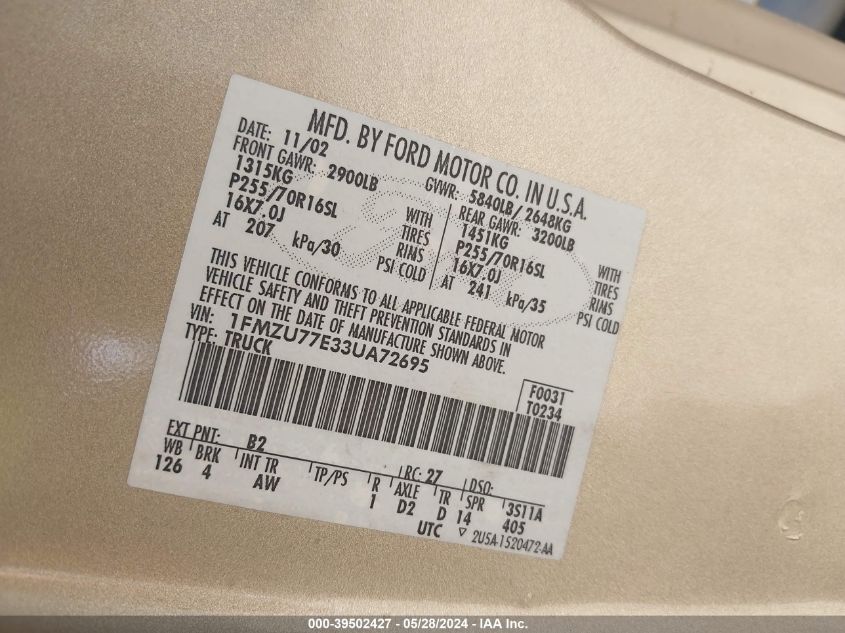 MFD. BY FORD MOTOR CO. IN U.S.A.
DATE: 11/02 GVWR: 5840LB/ 2648KG
FRONT GAWR: 2900LB REAR GAWR: 3200LB
1315KG WITH 1451KG WITH
P255/70R16SL TIRES P255/70R16SL TIRES
16X7.0J RIMS 16X7.0J RIMS
AT 207 kPa/30 PSI COLD AT 241 kPa/35 PSI COLD
THIS VEHICLE CONFORMS TO ALL APPLICABLE FEDERAL MOTOR
VEHICLE SAFETY AND THEFT PREVENTION STANDARDS IN
EFFECT ON THE DATE OF MANUFACTURE SHOWN ABOVE.
VIN: 1FMZU77E33UA72695
TYPE: TRUCK
F0031
T0234
EXT PNT: B2 RC: 27 DSO:
WB BRK INT TR TP/PS R AXLE TR SPR 3S11A
126 4 AW 1 D2 D 14 405
UTC ▽ 2U5A-1520472-AA
000-39502427 - 05/28/2024 - IAA Inc.